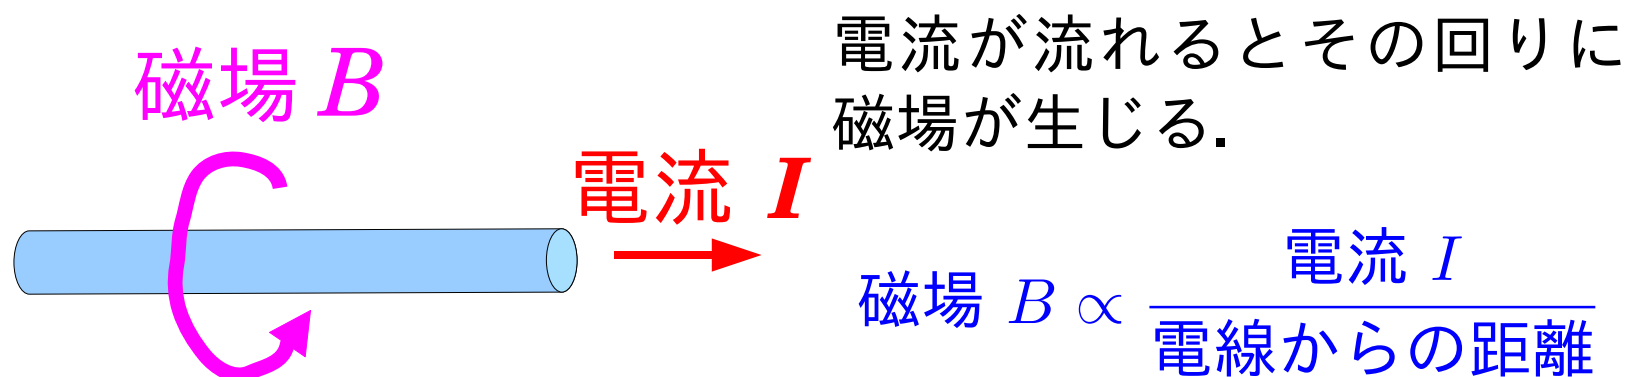 磁場 B
電流 I
電流が流れるとその回りに
磁場が生じる.
磁場 B ∝ 電流 I / 電線からの距離